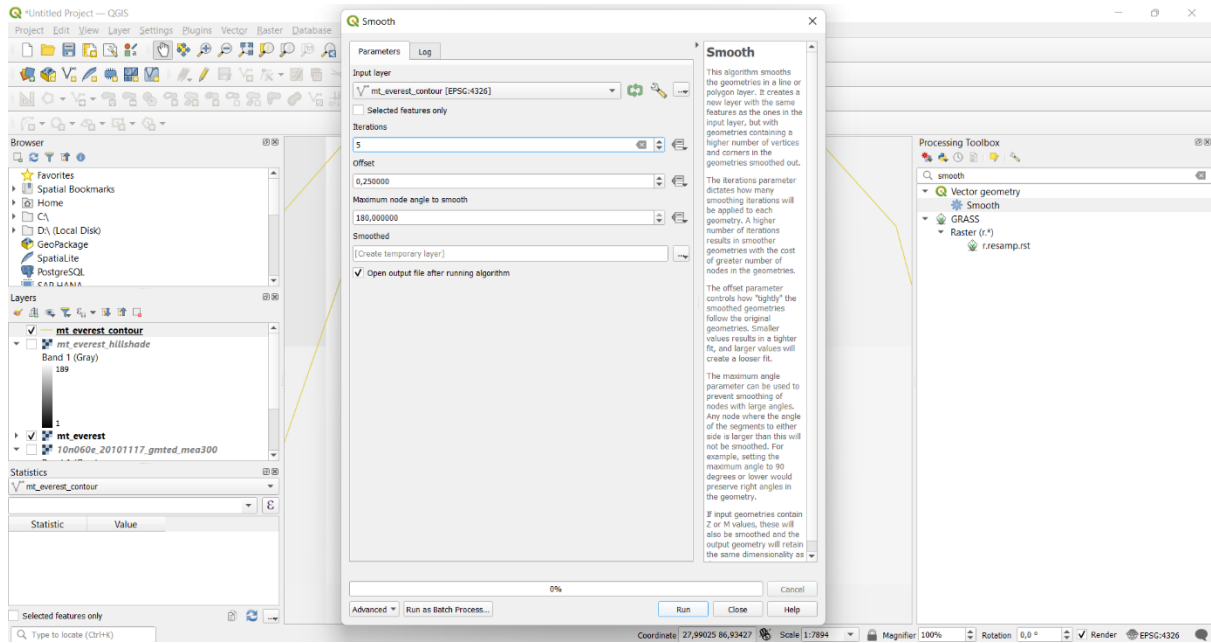 *Untitled Project — QGIS
Project Edit View Layer Settings Plugins Vector Raster Database
Browser
Favorites
Spatial Bookmarks
Home
C:\
D:\ (Local Disk)
GeoPackage
SpatiaLite
PostgreSQL
SAP HANA
Layers
mt_everest_contour
mt_everest_hillshade
Band 1 (Gray)
189
1
mt_everest
10n060e_20101117_gmted_mea300
Statistics
mt_everest_contour
ε
Statistic Value
Selected features only
Type to locate (Ctrl+K)
Smooth
Parameters Log
Input layer
mt_everest_contour [EPSG:4326]
Selected features only
Iterations
5
Offset
0,250000
Maximum node angle to smooth
180,000000
Smoothed
[Create temporary layer]
Open output file after running algorithm
Smooth
This algorithm smooths
the geometries in a line or
polygon layer. It creates a
new layer with the same
features as the ones in the
input layer, but with
geometries containing a
higher number of vertices
and corners in the
geometries smoothed out.
The iterations parameter
dictates how many
smoothing iterations will
be applied to each
geometry. A higher
number of iterations
results in smoother
geometries with the cost
of greater number of
nodes in the geometries.
The offset parameter
controls how "tightly" the
smoothed geometries
follow the original
geometries. Smaller
values results in a tighter
fit, and larger values will
create a looser fit.
The maximum angle
parameter can be used to
prevent smoothing of
nodes with large angles.
Any node where the angle
of the segments to either
side is larger than this will
not be smoothed. For
example, setting the
maximum angle to 90
degrees or lower would
preserve right angles in
the geometry.
If input geometries contain
Z or M values, these will
also be smoothed and the
output geometry will retain
the same dimensionality as
0%
Cancel
Advanced Run as Batch Process...
Run Close Help
Processing Toolbox
smooth
Vector geometry
Smooth
GRASS
Raster (r.*)
r.resamp.rst
Coordinate 27,99025 86,93427 Scale 1:7894 Magnifier 100% Rotation 0,0 ° Render EPSG:4326